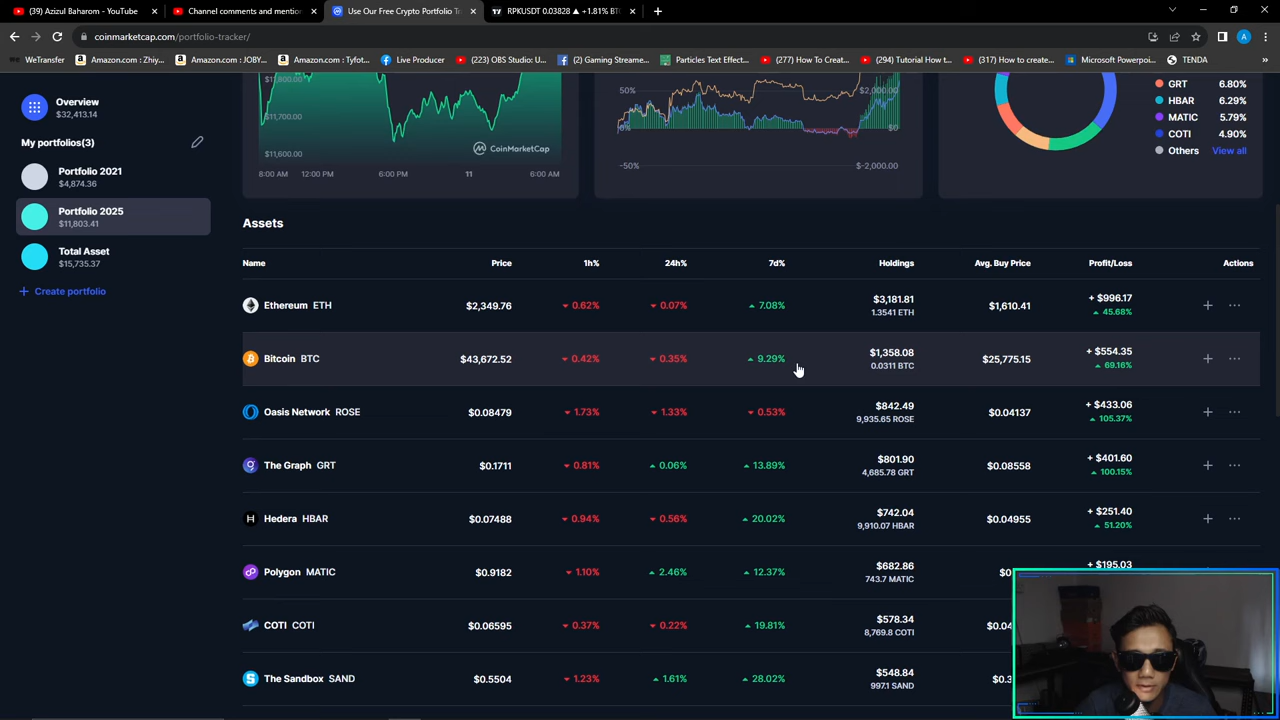 (39) Azizul Baharom - YouTube
Channel comments and mentio
Use Our Free Crypto Portfolio T
RPKUSDT 0.03828 ▲ +1.81% B
coinmarketcap.com/portfolio-tracker/
A
WeTransfer
Amazon.com : Zhiy...
Amazon.com : JOBY...
Amazon.com : Tyfot...
Live Producer
(223) OBS Studio: U...
(2) Gaming Streame...
Particles Text Effect...
(277) How To Creat...
(294) Tutorial How t...
(317) How to create...
Microsoft Powerpoi...
TENDA
»
Overview
$32,413.14
My portfolios(3)
Portfolio 2021
$4,874.36
Portfolio 2025
$11,803.41
Total Asset
$15,735.37
+ Create portfolio
$11,800.00
$11,700.00
$11,600.00
CoinMarketCap
8:00 AM 12:00 PM 6:00 PM 11 6:00 AM
50% $2,000.00
0% $0
-50% $-2,000.00
GRT 6.80%
HBAR 6.29%
MATIC 5.79%
COTI 4.90%
Others View all
Assets
Name Price 1h% 24h% 7d% Holdings Avg. Buy Price Profit/Loss Actions
Ethereum ETH $2,349.76 0.62% 0.07% 7.08% $3,181.81 $1,610.41 + $996.17
1.3541 ETH 45.68%
Bitcoin BTC $43,672.52 0.42% 0.35% 9.29% $1,358.08 $25,775.15 + $554.35
0.0311 BTC 69.16%
Oasis Network ROSE $0.08479 1.73% 1.33% 0.53% $842.49 $0.04137 + $433.06
9,935.65 ROSE 105.37%
The Graph GRT $0.1711 0.81% 0.06% 13.89% $801.90 $0.08558 + $401.60
4,685.78 GRT 100.15%
Hedera HBAR $0.07488 0.94% 0.56% 20.02% $742.04 $0.04955 + $251.40
9,910.07 HBAR 51.20%
Polygon MATIC $0.9182 1.10% 2.46% 12.37% $682.86 + $195.03
743.7 MATIC
COTI COTI $0.06595 0.37% 0.22% 19.81% $578.34
8,769.8 COTI
The Sandbox SAND $0.5504 1.23% 1.61% 28.02% $548.84
997.1 SAND